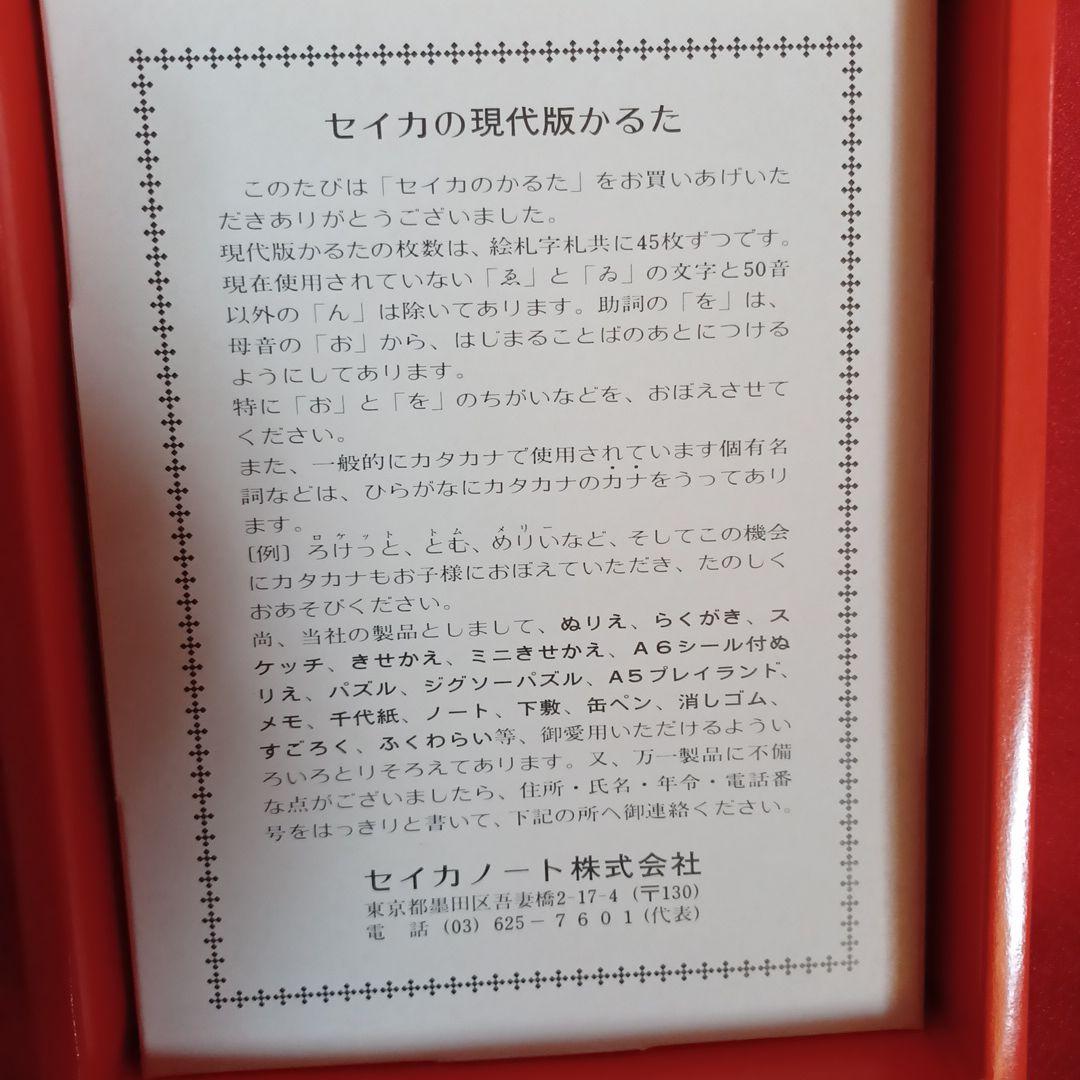 セイカの現代版かるた
このたびは「セイカのかるた」をお買いあげいた
だきありがとうございました。
現代版かるたの枚数は、絵札字札共に45枚ずつです。
現在使用されていない「ゑ」と「ゐ」の文字と50音
以外の「ん」は除いてあります。助詞の「を」は、
母音の「お」から、はじまることばのあとにつける
ようにしてあります。
特に「お」と「を」のちがいなどを、おぼえさせて
ください。
また、一般的にカタカナで使用されています個有名
詞などは、ひらがなにカタカナのカナをうってあり
ます。
ロケット トム メリー
[例] ろけっと、とむ、めりいなど、そしてこの機会
にカタカナもお子様におぼえていただき、たのしく
おあそびください。
尚、当社の製品としまして、ぬりえ、らくがき、ス
ケッチ、きせかえ、ミニきせかえ、A6シール付ぬ
りえ、パズル、ジグソーパズル、A5プレイランド、
メモ、千代紙、ノート、下敷、缶ペン、消しゴム、
すごろく、ふくわらい等、御愛用いただけるようい
ろいろとりそろえてあります。又、万一製品に不備
な点がございましたら、住所・氏名・年令・電話番
号をはっきりと書いて、下記の所へ御連絡ください。
セイカノート株式会社
東京都墨田区吾妻橋2-17-4 (〒130)
電 話 (03) 625-7601(代表)